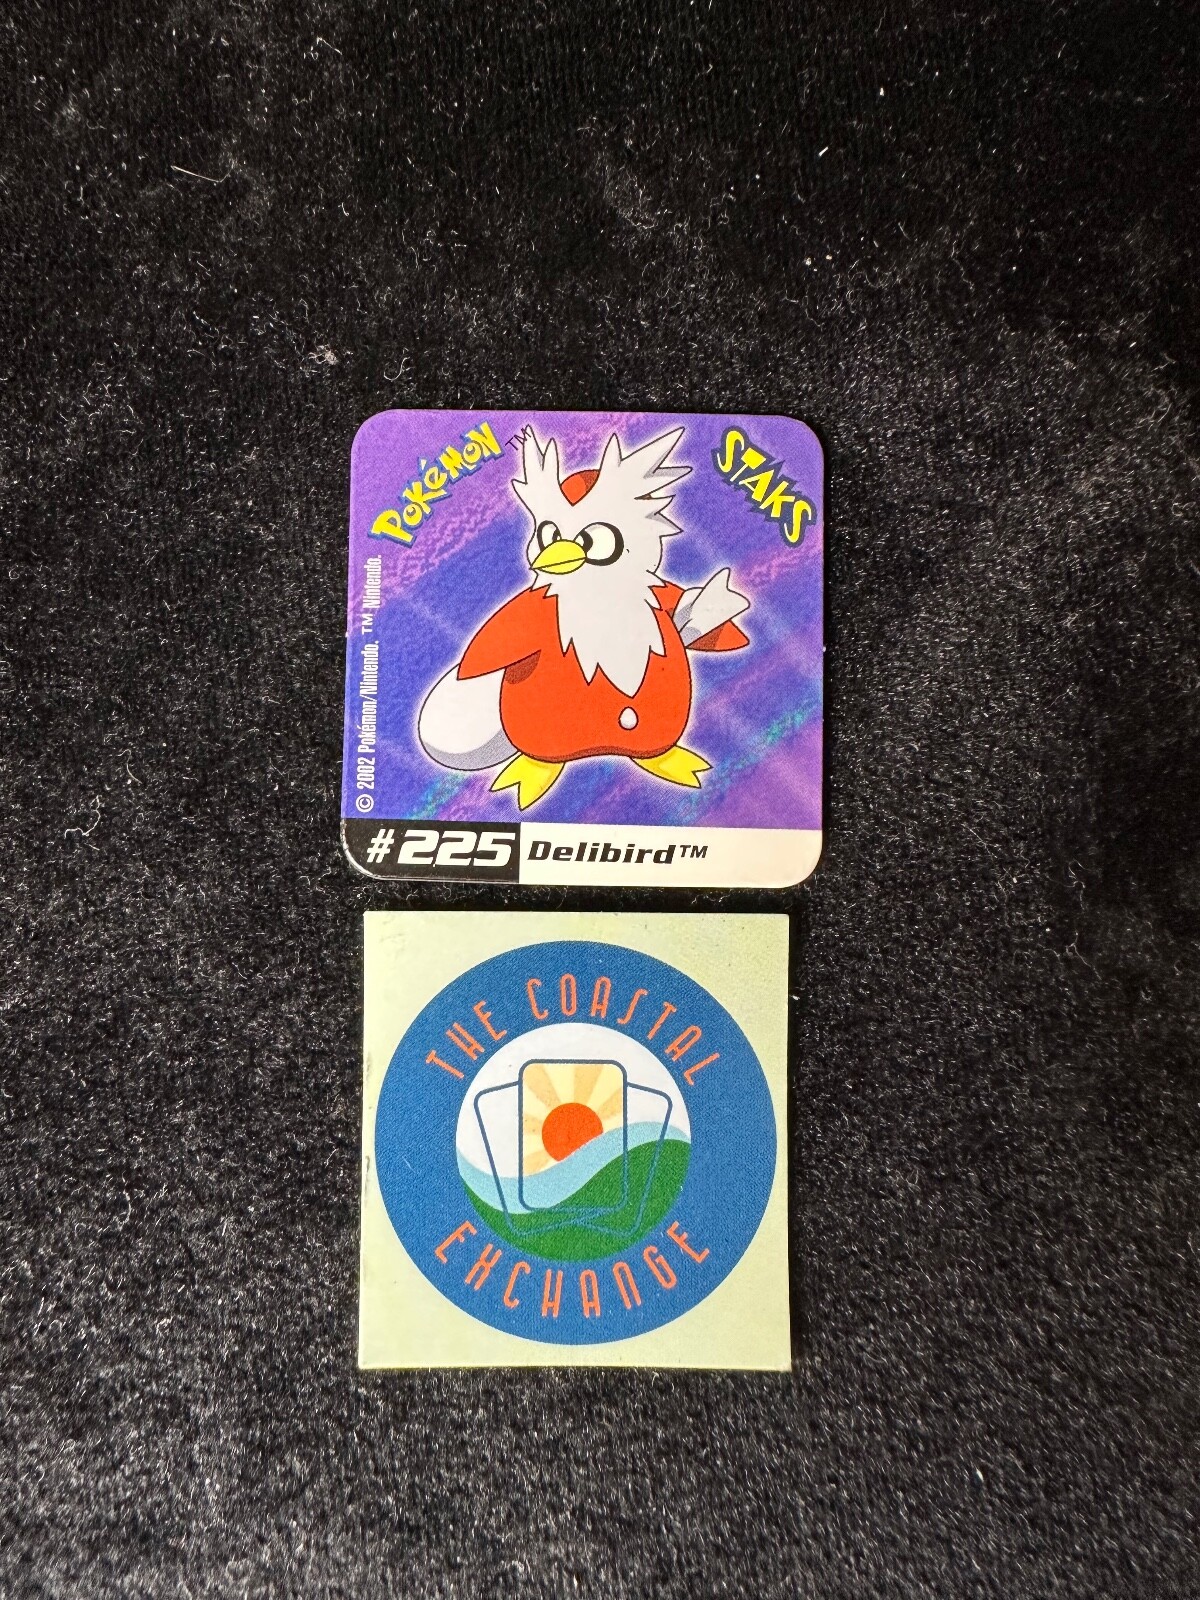 Pokémon™
STAKS
© 2002 Pokémon/Nintendo. ™ Nintendo.
#225 Delibird™
THE COASTAL
EXCHANGE